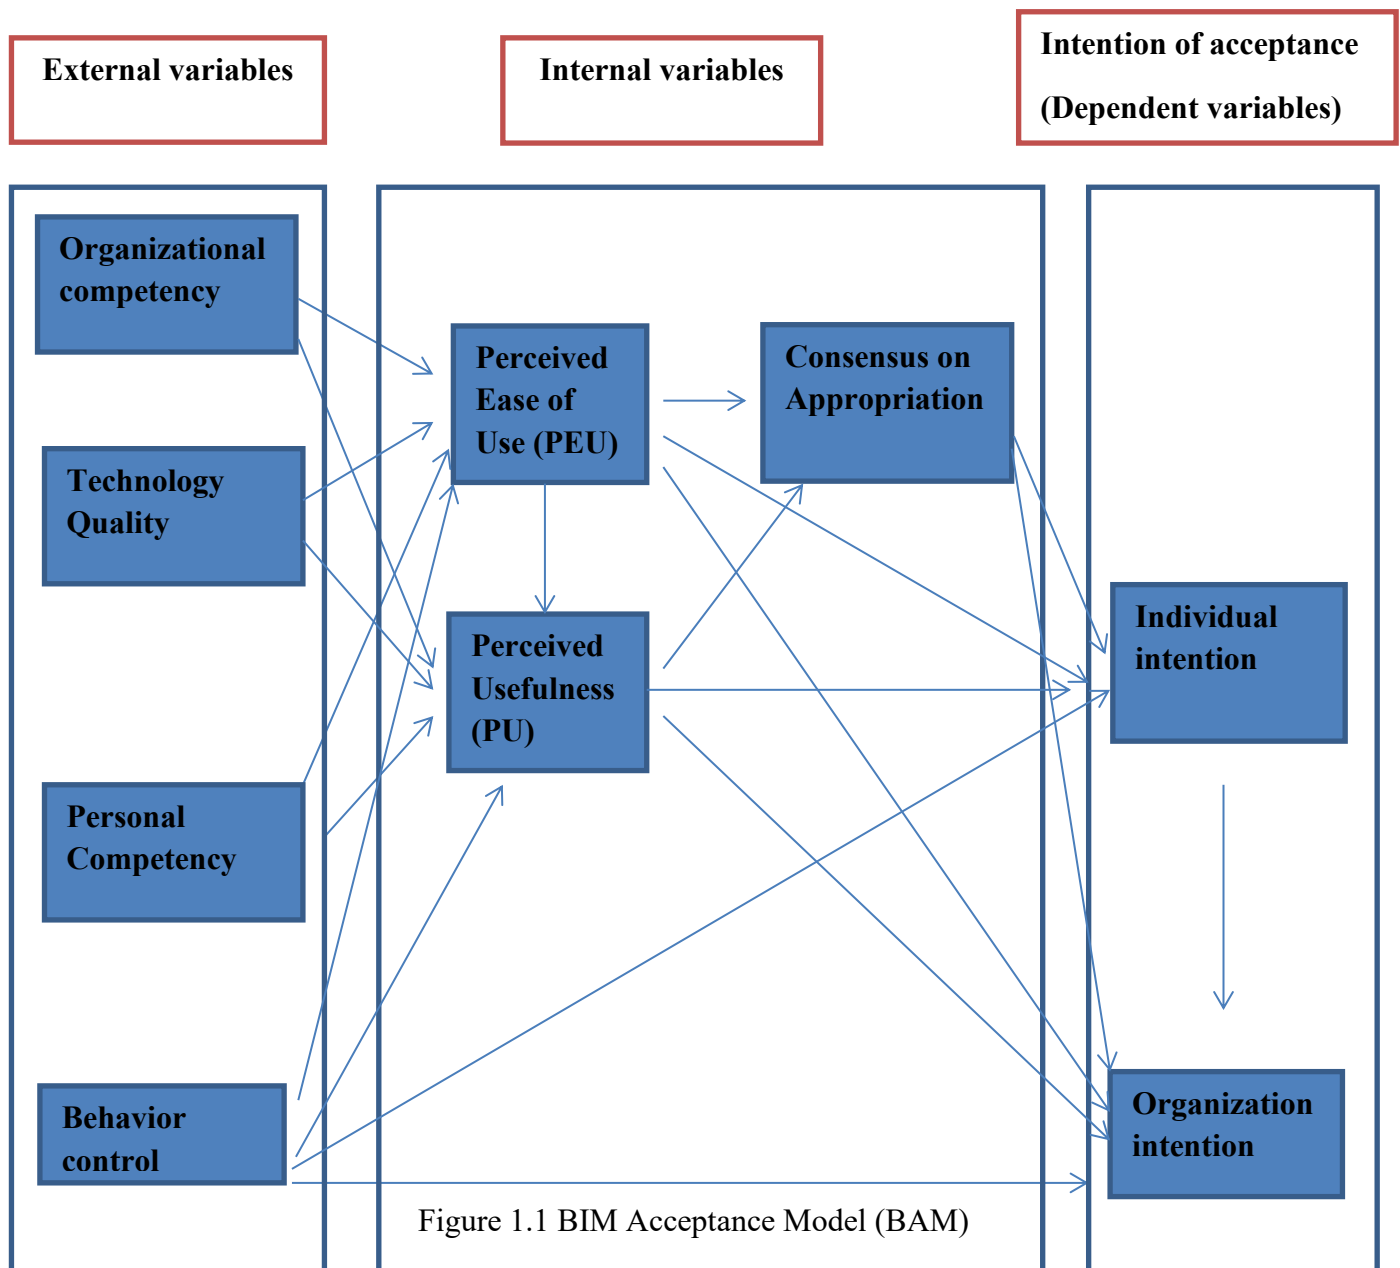 External variables
Internal variables
Intention of acceptance
(Dependent variables)
Organizational
competency
Technology
Quality
Personal
Competency
Behavior
control
Perceived
Ease of
Use (PEU)
Perceived
Usefulness
(PU)
Consensus on
Appropriation
Individual
intention
Organization
intention
Figure 1.1 BIM Acceptance Model (BAM)